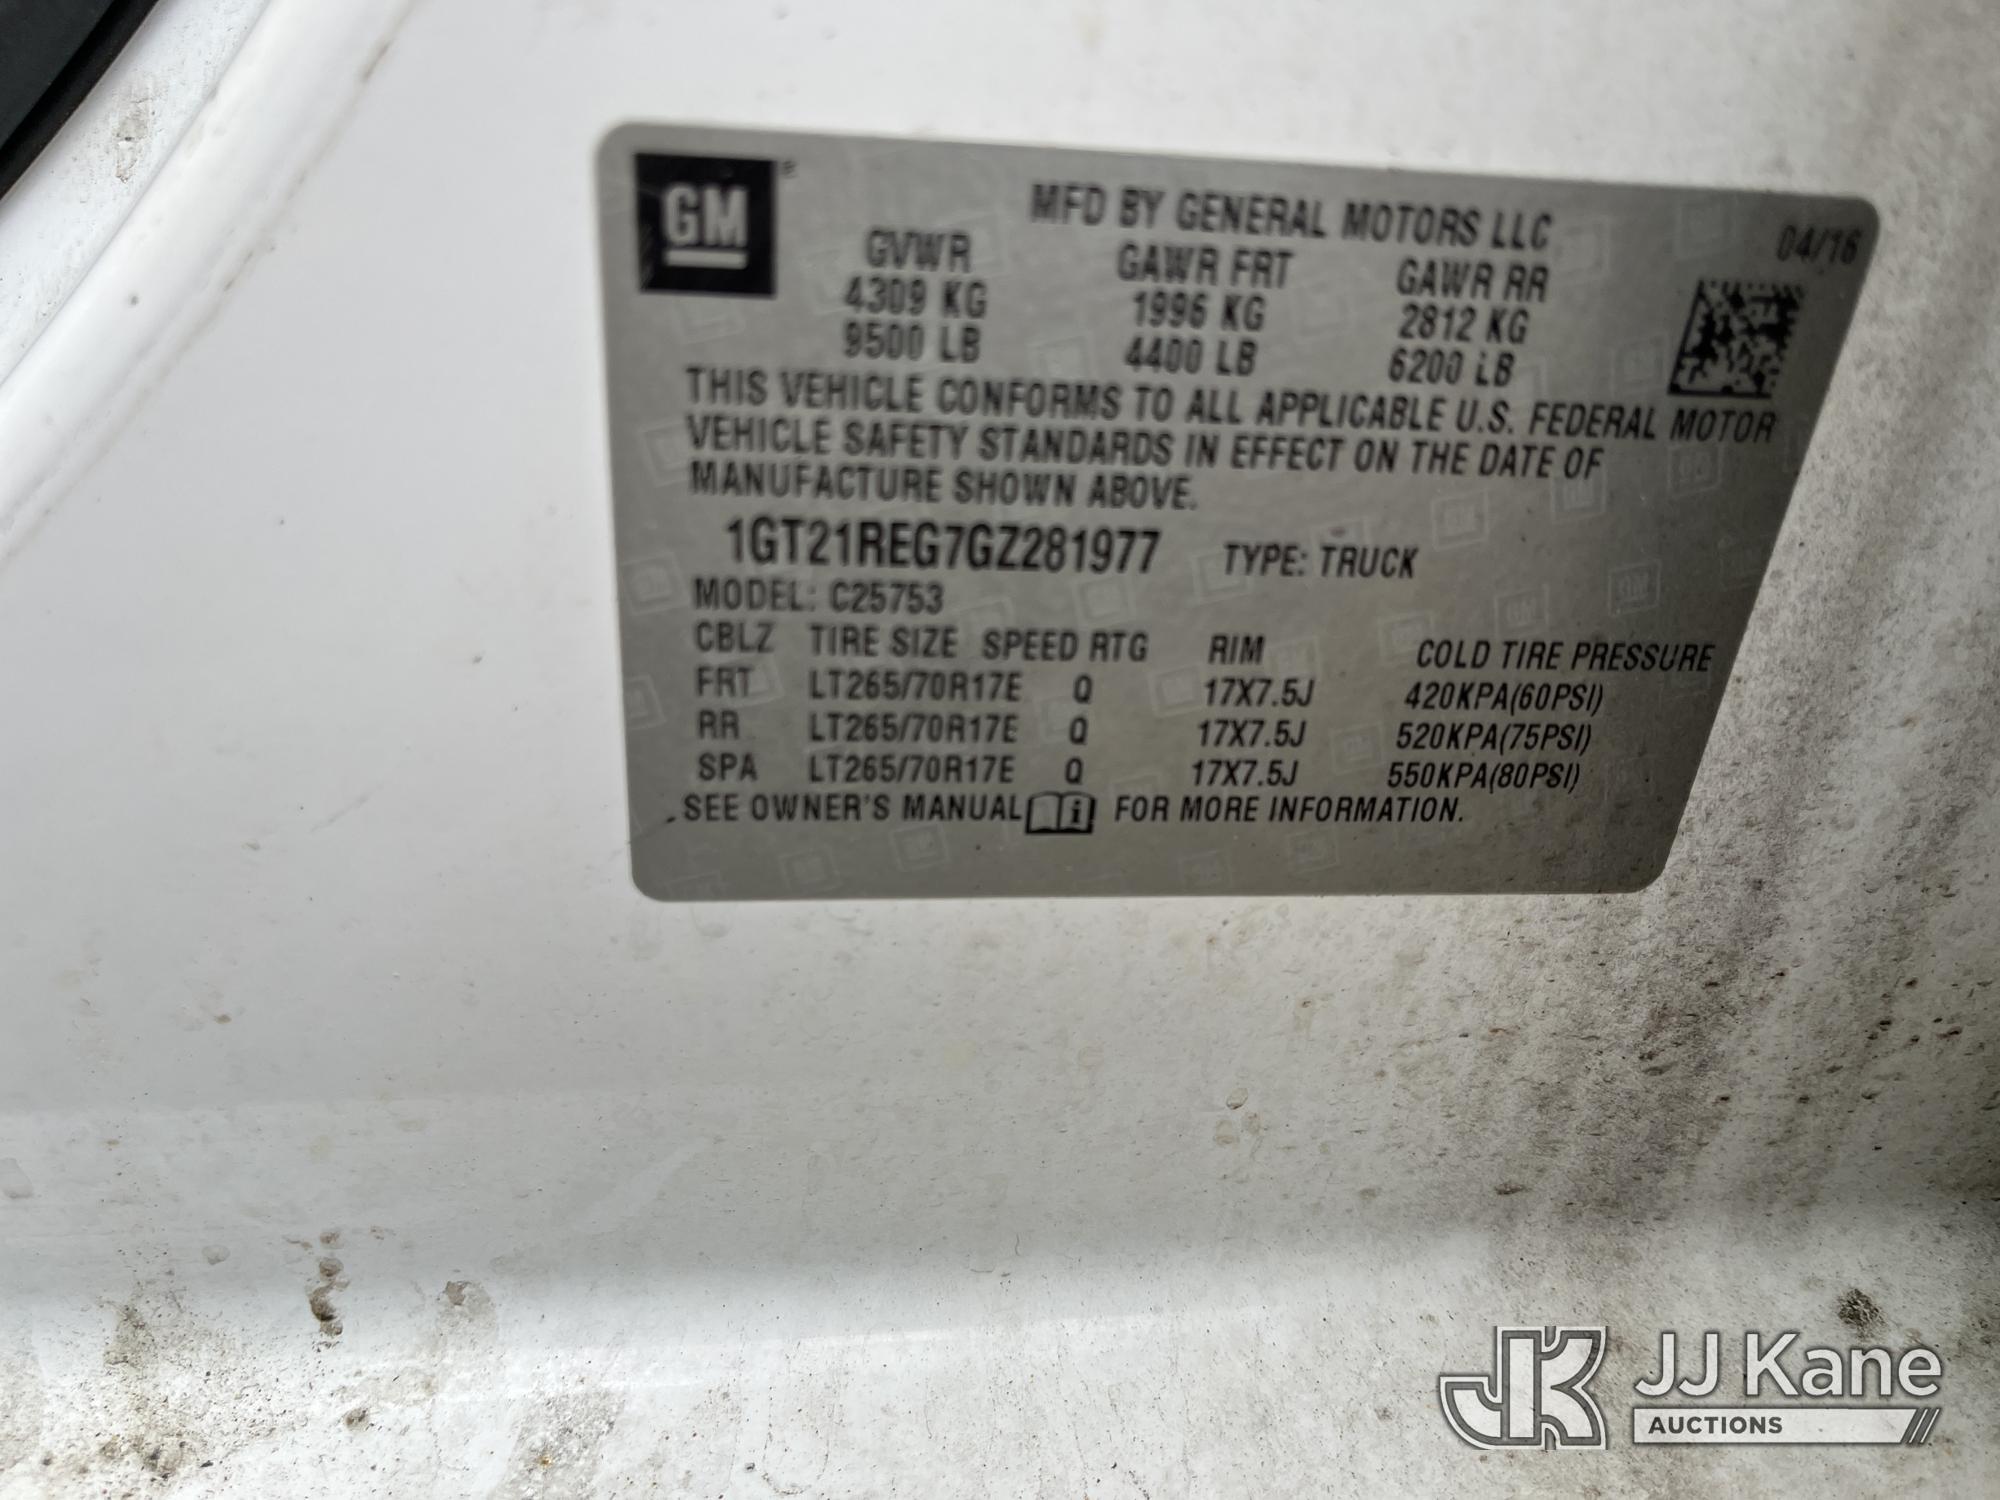 GM
MFD BY GENERAL MOTORS LLC
04/16
GVWR GAWR FRT GAWR RR
4309 KG 1996 KG 2812 KG
9500 LB 4400 LB 6200 LB
THIS VEHICLE CONFORMS TO ALL APPLICABLE U.S. FEDERAL MOTOR
VEHICLE SAFETY STANDARDS IN EFFECT ON THE DATE OF
MANUFACTURE SHOWN ABOVE.
1GT21REG7GZ281977 TYPE: TRUCK
MODEL: C25753
CBLZ TIRE SIZE SPEED RTG RIM COLD TIRE PRESSURE
FRT LT265/70R17E Q 17X7.5J 420KPA(60PSI)
RR LT265/70R17E Q 17X7.5J 520KPA(75PSI)
SPA LT265/70R17E Q 17X7.5J 550KPA(80PSI)
SEE OWNER'S MANUAL FOR MORE INFORMATION.
JK JJ Kane
AUCTIONS